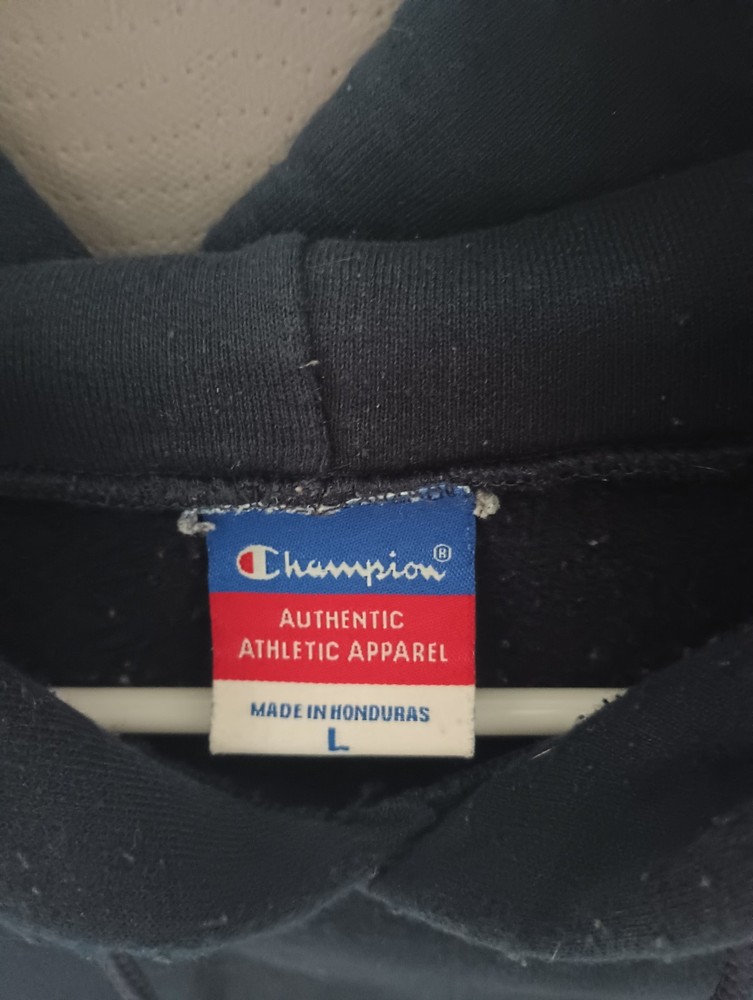 Champion®
AUTHENTIC
ATHLETIC APPAREL
MADE IN HONDURAS
L